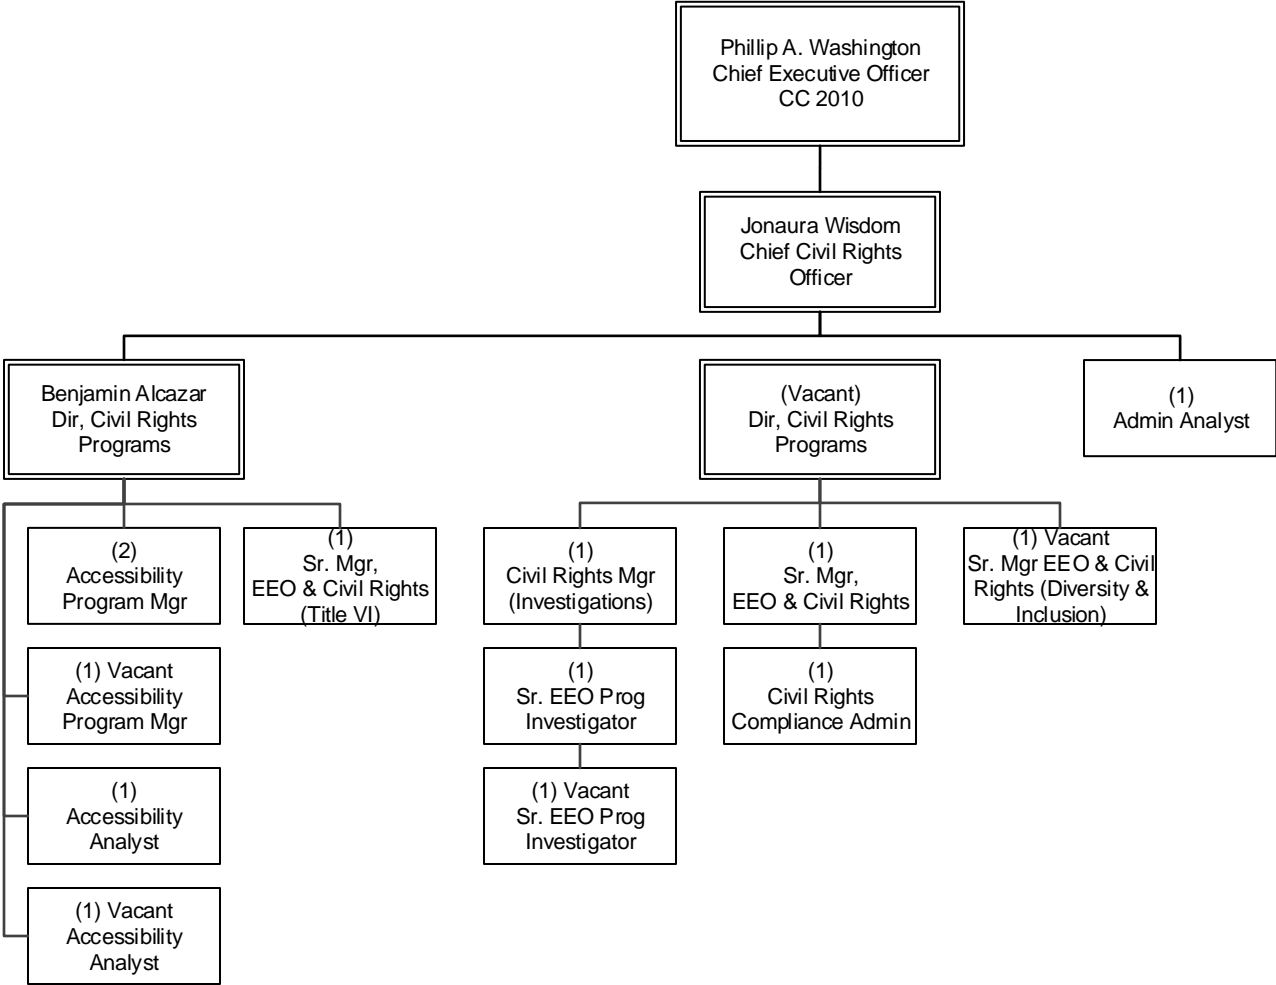 Phillip A. Washington
Chief Executive Officer
CC 2010
Jonaura Wisdom
Chief Civil Rights
Officer
Benjamin Alcazar
Dir, Civil Rights
Programs
(Vacant)
Dir, Civil Rights
Programs
(1)
Admin Analyst
(2)
Accessibility
Program Mgr
(1)
Sr. Mgr,
EEO & Civil Rights
(Title VI)
(1)
Civil Rights Mgr
(Investigations)
(1)
Sr. Mgr,
EEO & Civil Rights
(1) Vacant
Sr. Mgr EEO & Civil
Rights (Diversity &
Inclusion)
(1) Vacant
Accessibility
Program Mgr
(1)
Sr. EEO Prog
Investigator
(1)
Civil Rights
Compliance Admin
(1)
Accessibility
Analyst
(1) Vacant
Sr. EEO Prog
Investigator
(1) Vacant
Accessibility
Analyst